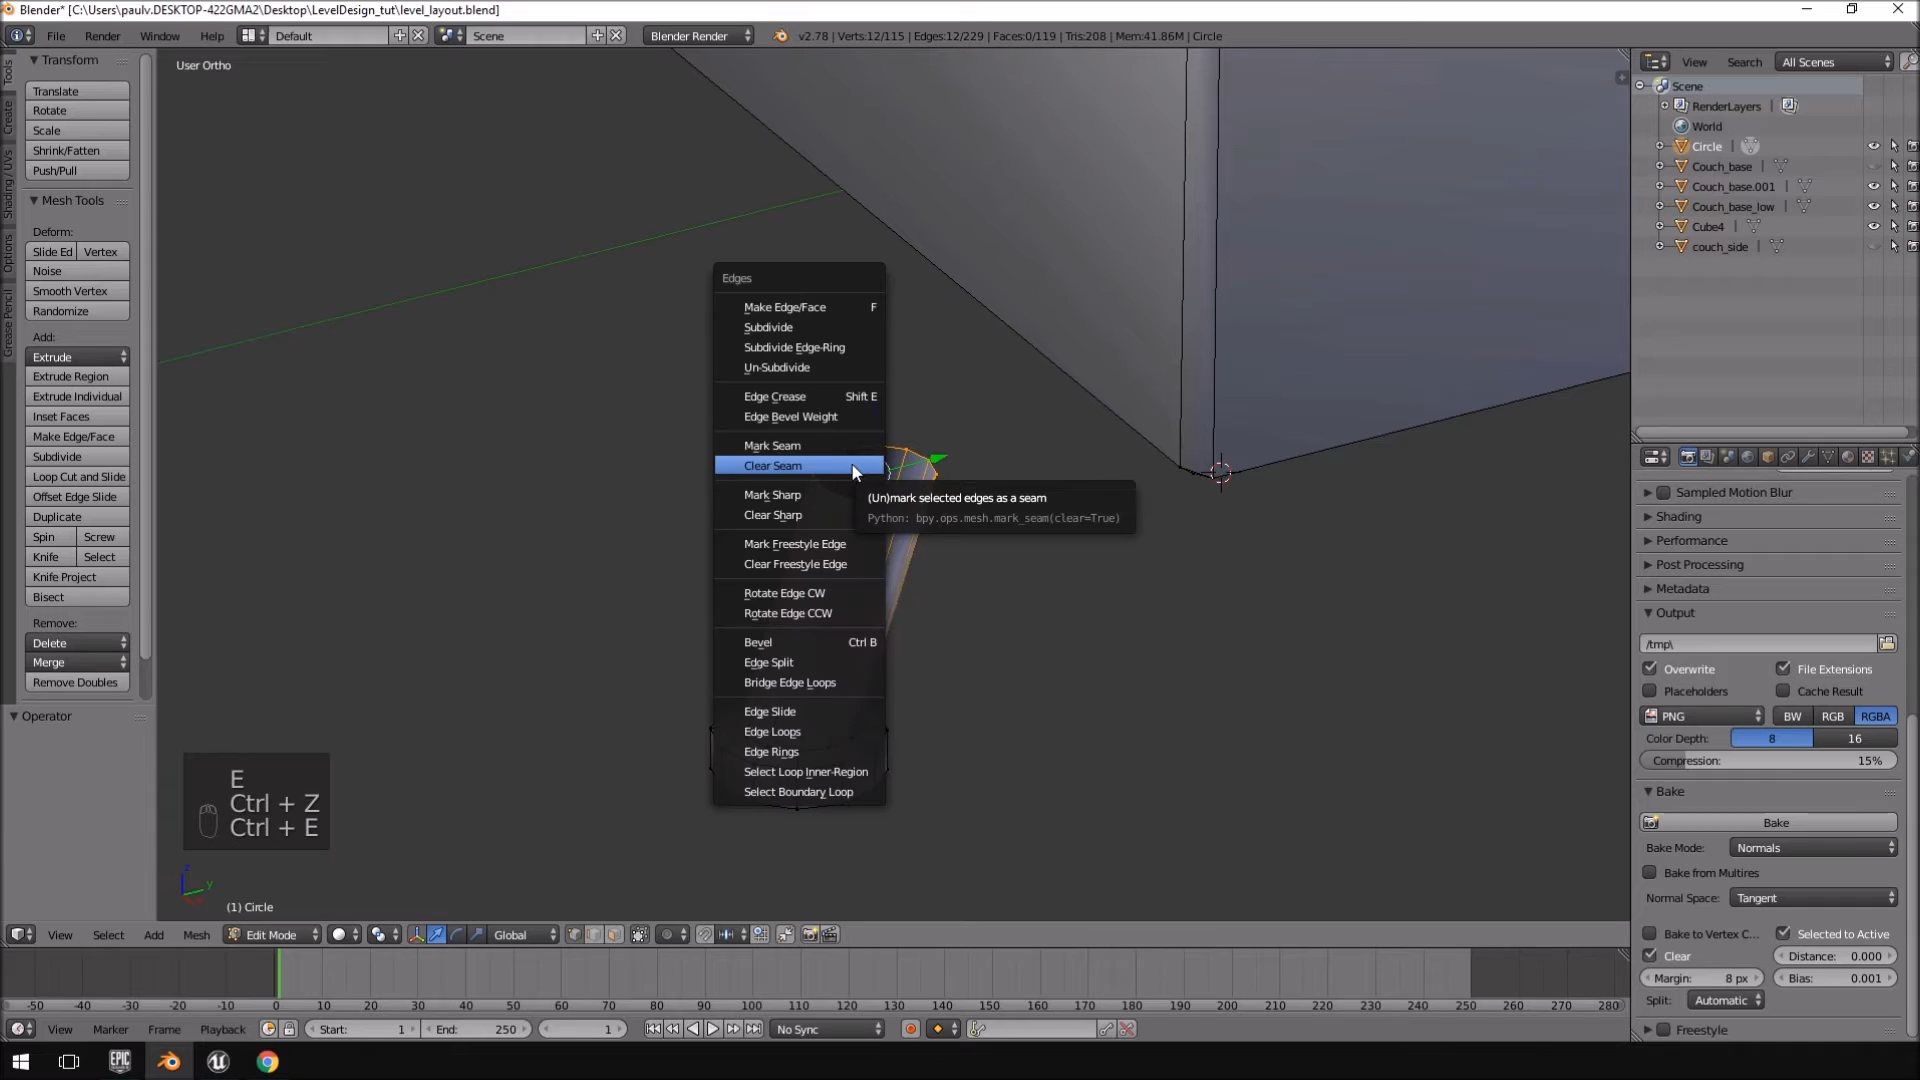 Blender* [C:\Users\paulv.DESKTOP-422GMA2\Desktop\LevelDesign_tut\level_layout.blend]
File Render Window Help Default Scene Blender Render v2.78 | Verts:12/115 | Edges:12/229 | Faces:0/119 | Tris:208 | Mem:41.86M | Circle
Tools
Create
Shading / UVs
Options
Grease Pencil
Transform
Translate
Rotate
Scale
Shrink/Fatten
Push/Pull
Mesh Tools
Deform:
Slide Ed Vertex
Noise
Smooth Vertex
Randomize
Add:
Extrude
Extrude Region
Extrude Individual
Inset Faces
Make Edge/Face
Subdivide
Loop Cut and Slide
Offset Edge Slide
Duplicate
Spin Screw
Knife Select
Knife Project
Bisect
Remove:
Delete
Merge
Remove Doubles
Operator
User Ortho
Edges
Make Edge/Face F
Subdivide
Subdivide Edge-Ring
Un-Subdivide
Edge Crease Shift E
Edge Bevel Weight
Mark Seam
Clear Seam
Mark Sharp
Clear Sharp
Mark Freestyle Edge
Clear Freestyle Edge
Rotate Edge CW
Rotate Edge CCW
Bevel Ctrl B
Edge Split
Bridge Edge Loops
Edge Slide
Edge Loops
Edge Rings
Select Loop Inner-Region
Select Boundary Loop
(Un)mark selected edges as a seam
Python: bpy.ops.mesh.mark_seam(clear=True)
E
Ctrl + Z
Ctrl + E
z
y
(1) Circle
View Select Add Mesh Edit Mode Global
View Search All Scenes
Scene
RenderLayers
World
Circle
Couch_base
Couch_base.001
Couch_base_low
Cube4
couch_side
Sampled Motion Blur
Shading
Performance
Post Processing
Metadata
Output
/tmp\
Overwrite File Extensions
Placeholders Cache Result
PNG BW RGB RGBA
Color Depth: 8 16
Compression: 15%
Bake
Bake
Bake Mode: Normals
Bake from Multires
Normal Space: Tangent
Bake to Vertex C... Selected to Active
Clear Distance: 0.000
Margin: 8 px Bias: 0.001
Split: Automatic
Freestyle
-50 -40 -30 -20 -10 0 10 20 30 40 50 60 70 80 90 100 110 120 130 140 150 160 170 180 190 200 210 220 230 240 250 260 270 280
View Marker Frame Playback Start: 1 End: 250 1 No Sync
EPIC